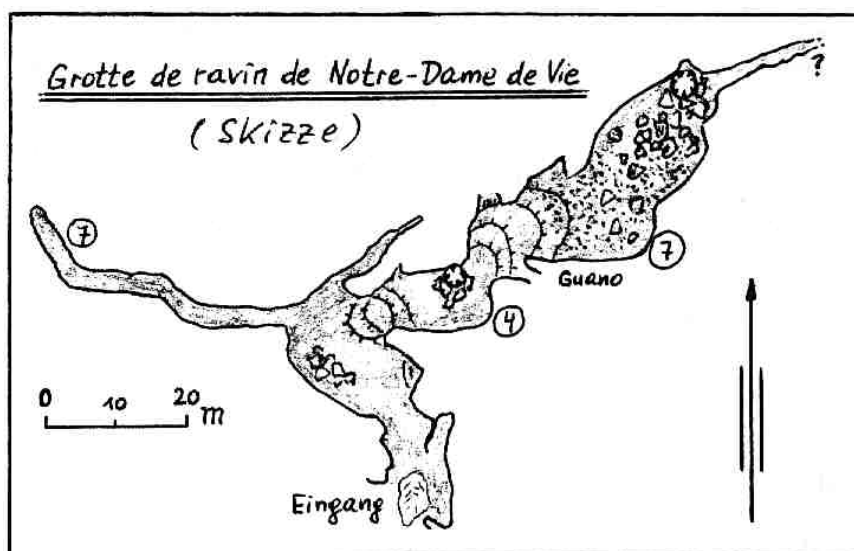 Grotte de ravin de Notre-Dame de Vie
(Skizze)
?
7
7
Guano
4
0 10 20 m
Eingang